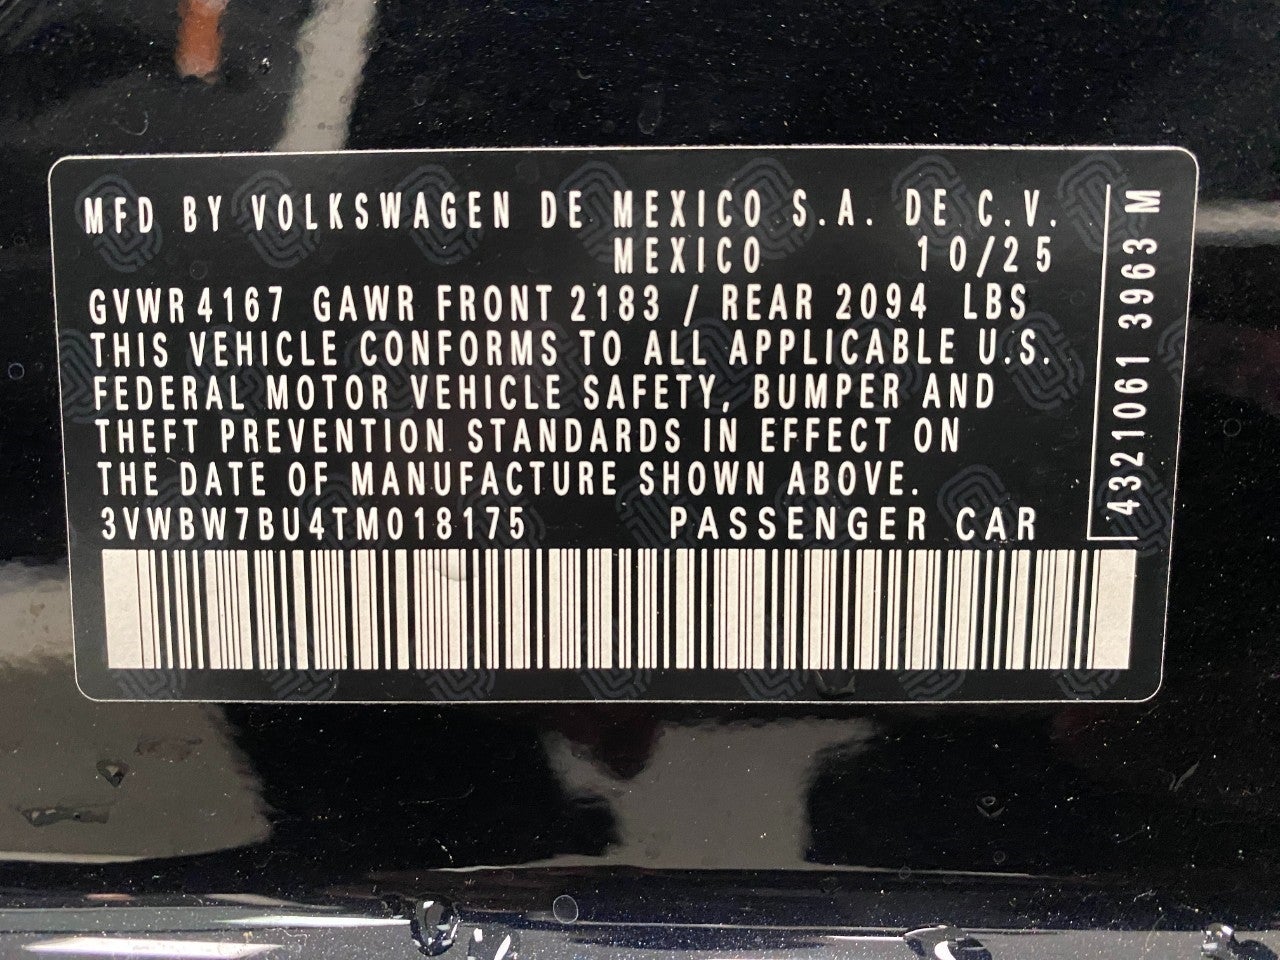 MFD BY VOLKSWAGEN DE MEXICO S.A. DE C.V.
MEXICO 10/25
GVWR 4167 GAWR FRONT 2183 / REAR 2094 LBS
THIS VEHICLE CONFORMS TO ALL APPLICABLE U.S.
FEDERAL MOTOR VEHICLE SAFETY, BUMPER AND
THEFT PREVENTION STANDARDS IN EFFECT ON
THE DATE OF MANUFACTURE SHOWN ABOVE.
3VWBW7BU4TM018175 PASSENGER CAR
4321061 3963 M